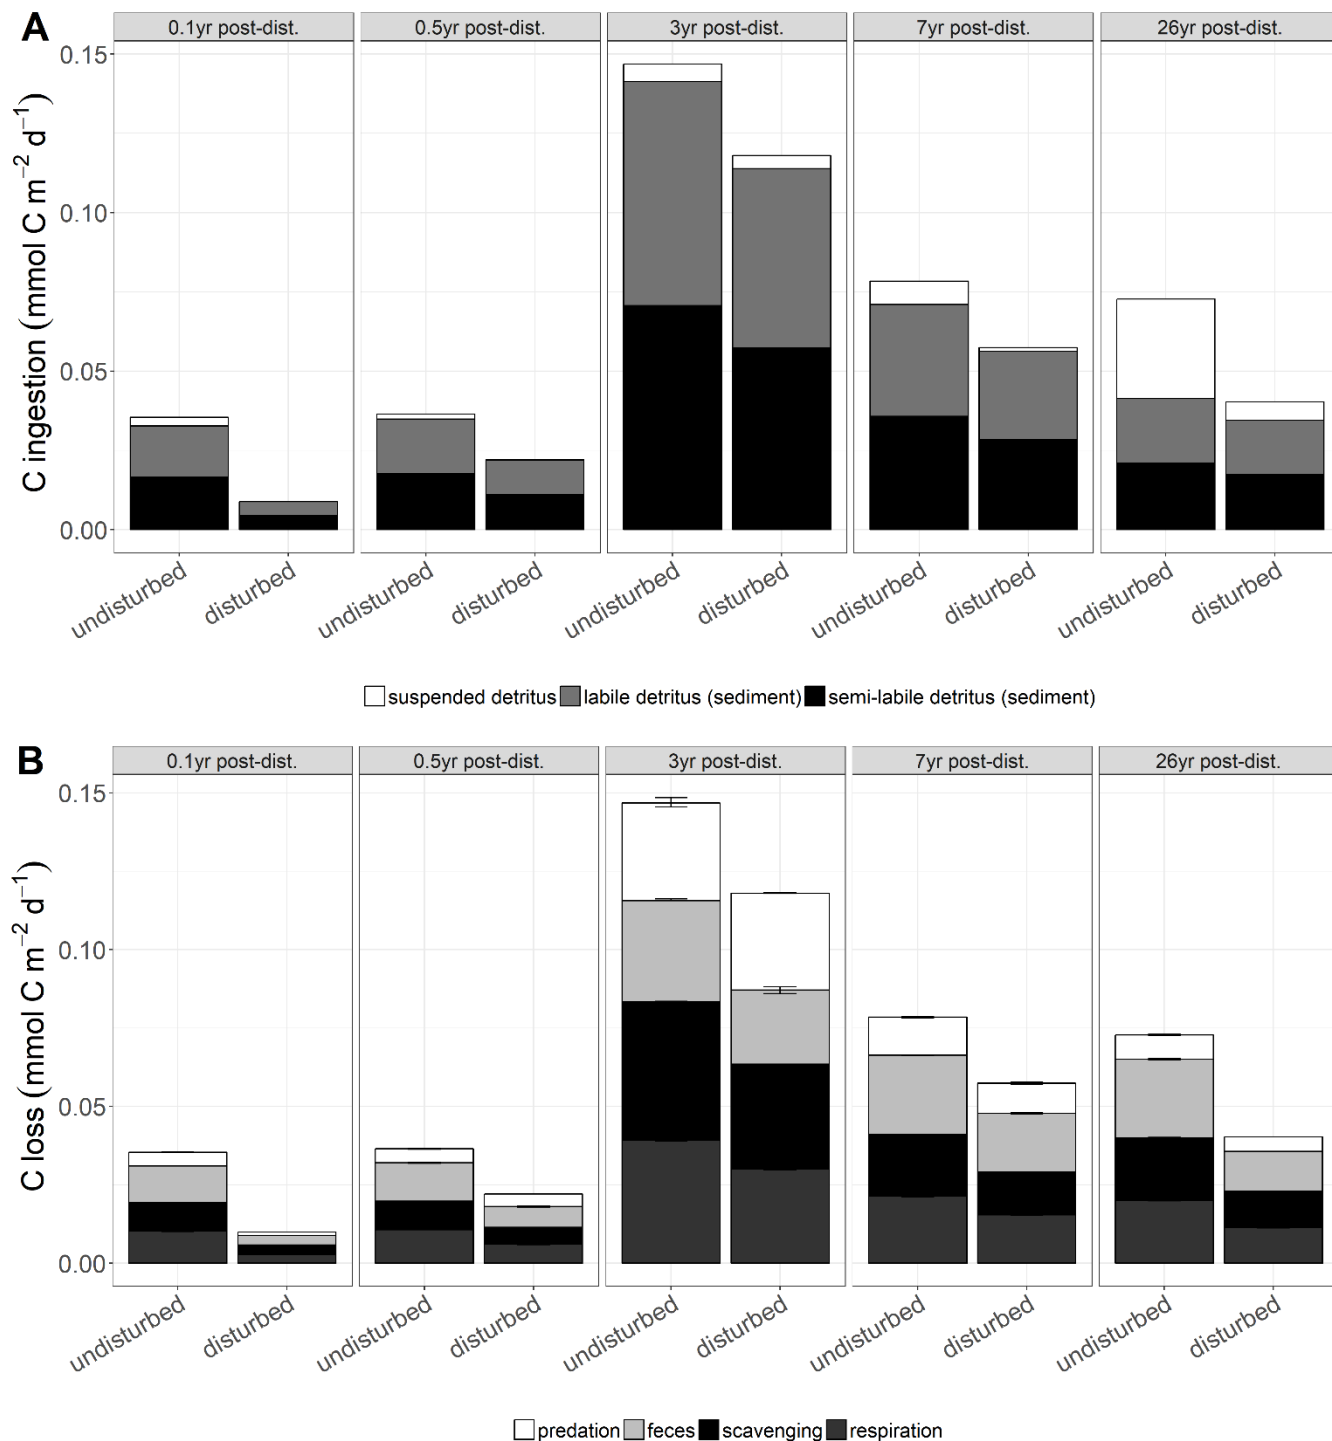 A
0.1yr post-dist.
0.5yr post-dist.
3yr post-dist.
7yr post-dist.
26yr post-dist.
C ingestion (mmol C m⁻² d⁻¹)
0.15
0.10
0.05
0.00
undisturbed
disturbed
undisturbed
disturbed
undisturbed
disturbed
undisturbed
disturbed
undisturbed
disturbed
suspended detritus labile detritus (sediment) semi-labile detritus (sediment)
B
0.1yr post-dist.
0.5yr post-dist.
3yr post-dist.
7yr post-dist.
26yr post-dist.
C loss (mmol C m⁻² d⁻¹)
0.15
0.10
0.05
0.00
undisturbed
disturbed
undisturbed
disturbed
undisturbed
disturbed
undisturbed
disturbed
undisturbed
disturbed
predation feces scavenging respiration